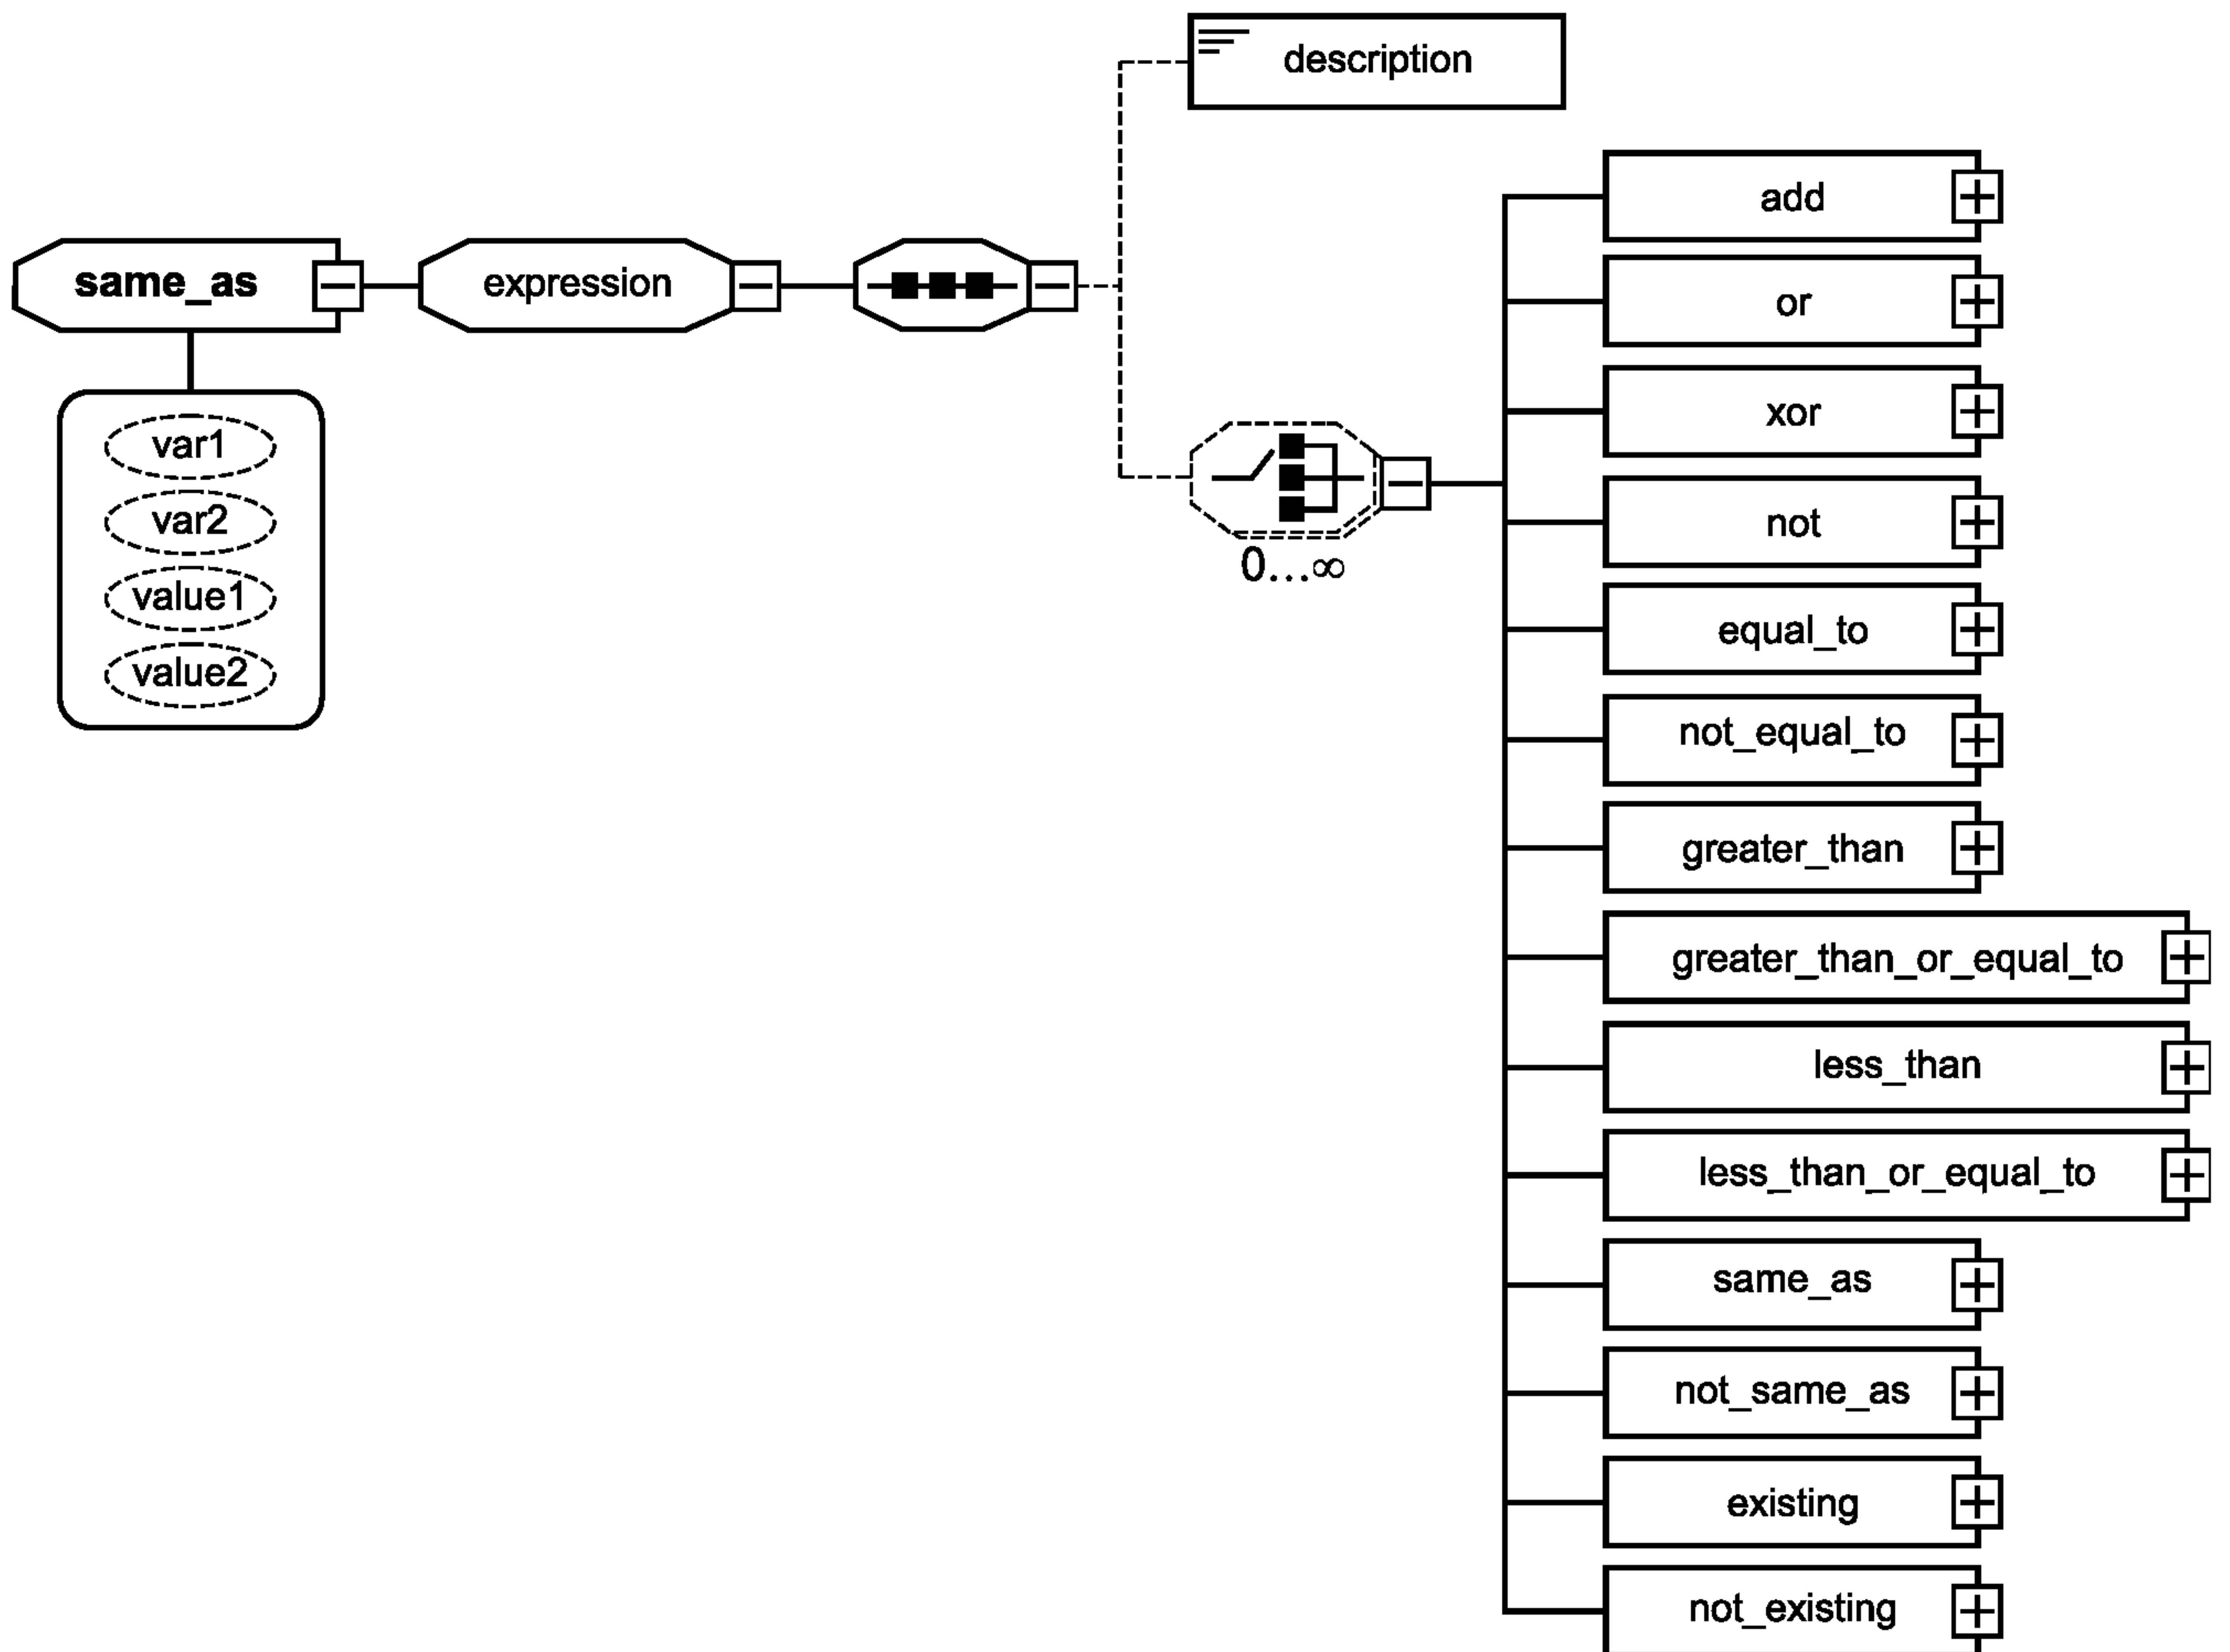 description
add
same_as
expression
or
xor
var1
var2
value1
value2
0...∞
not
equal_to
not_equal_to
greater_than
greater_than_or_equal_to
less_than
less_than_or_equal_to
same_as
not_same_as
existing
not_existing